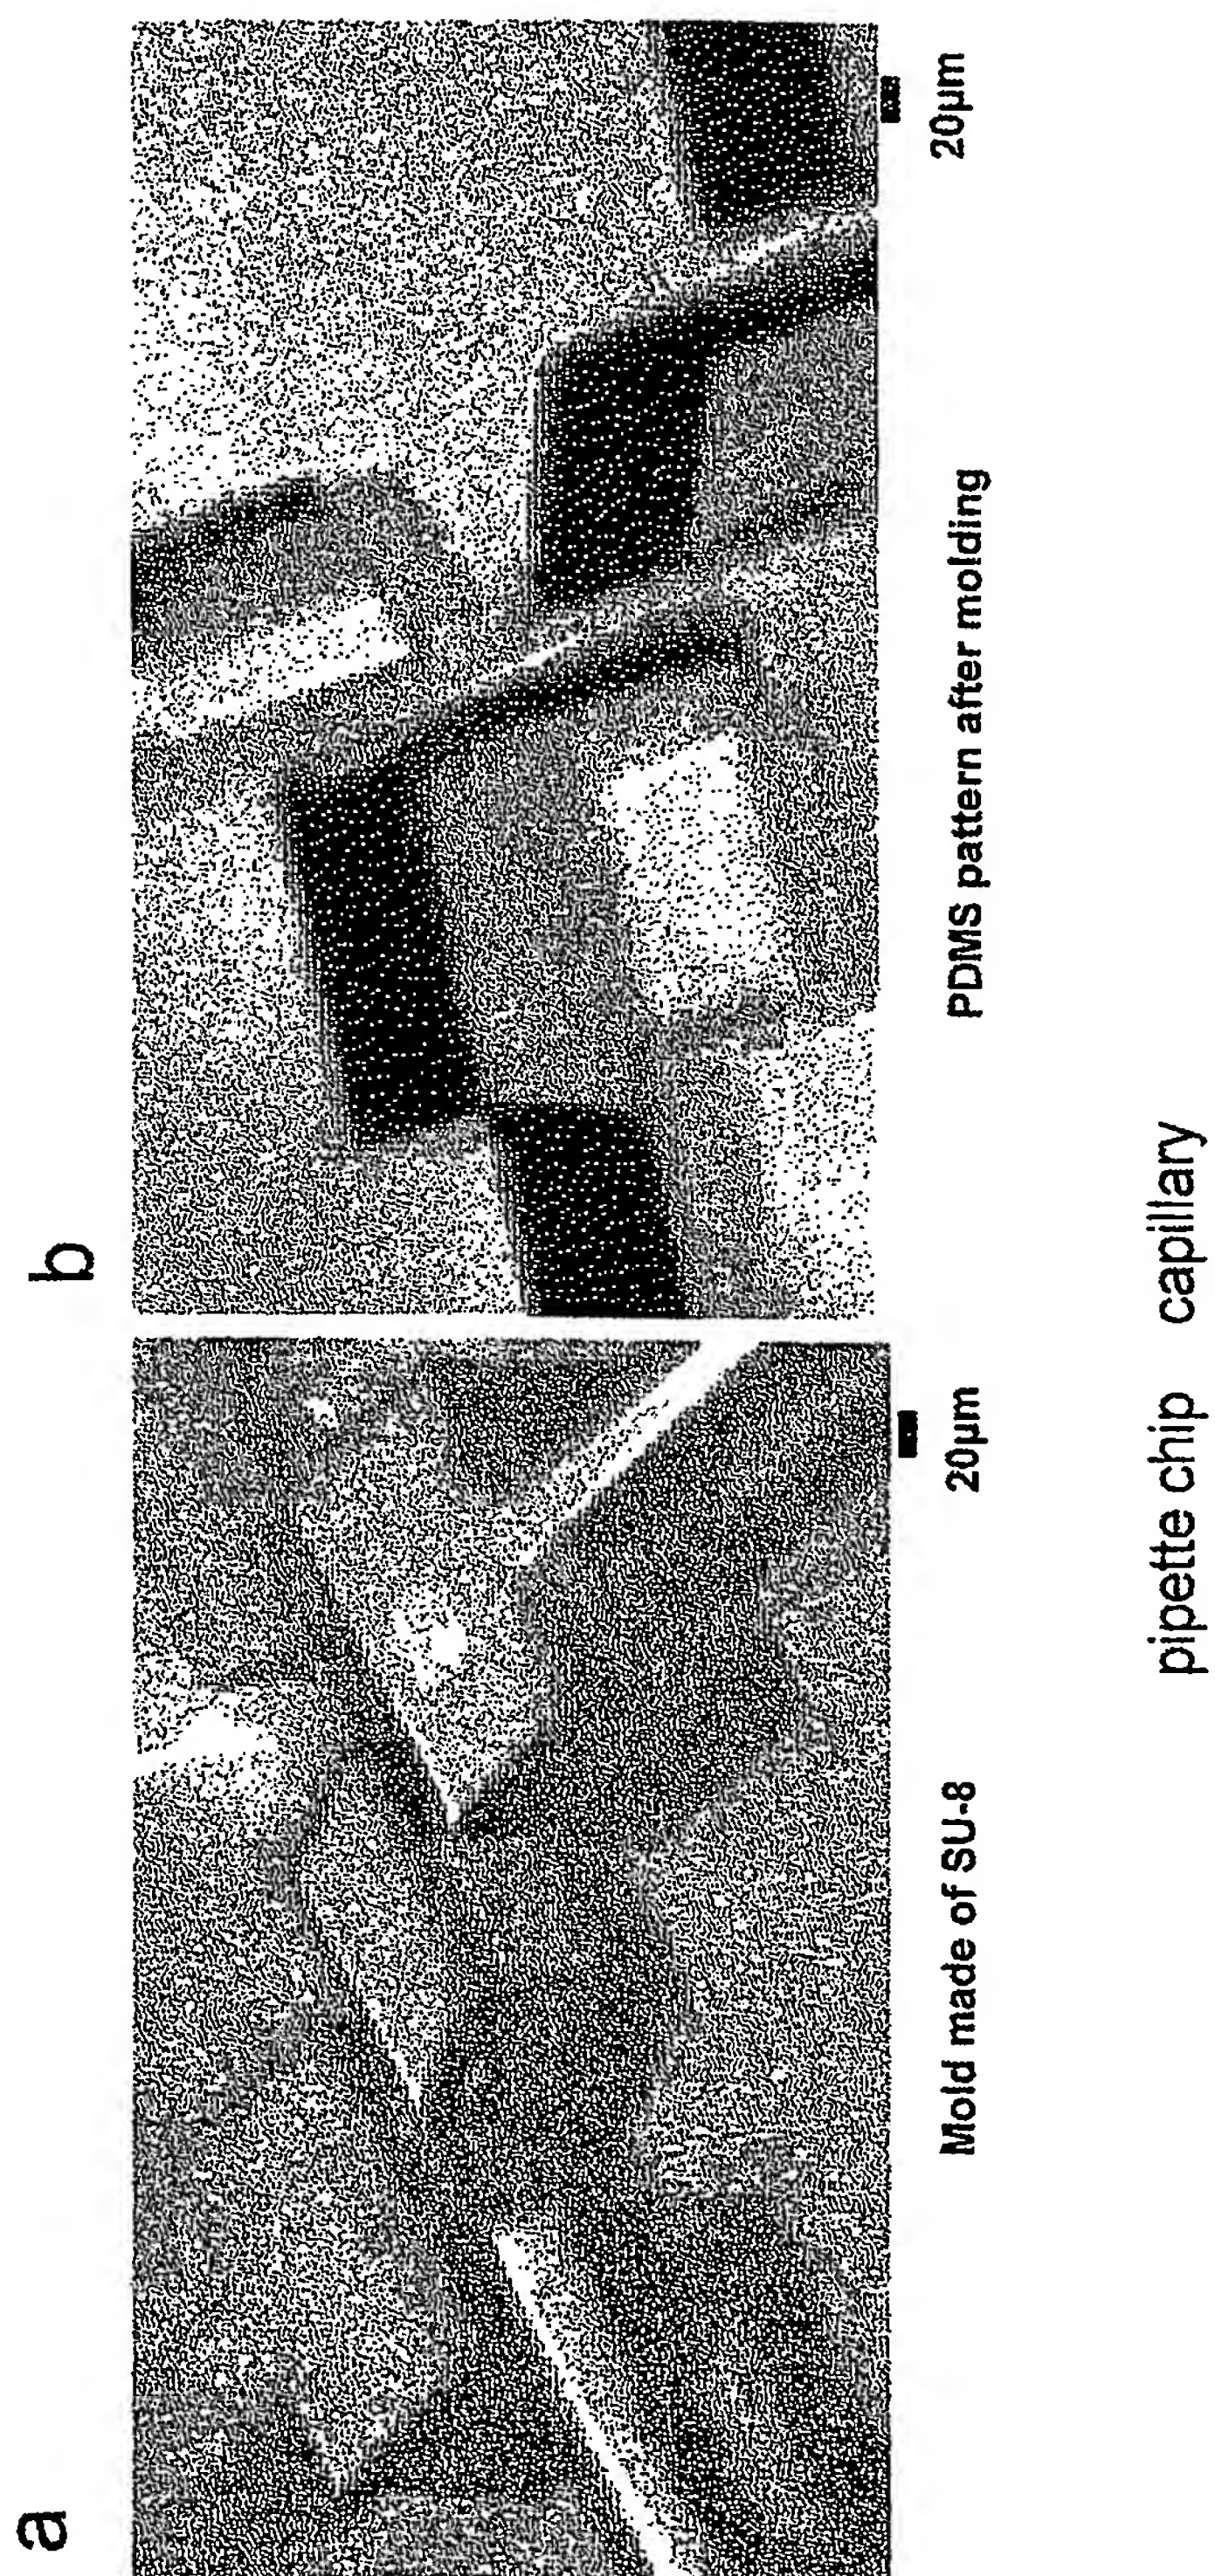 a
b
20µm
20µm
Mold made of SU-8
PDMS pattern after molding
pipette chip capillary